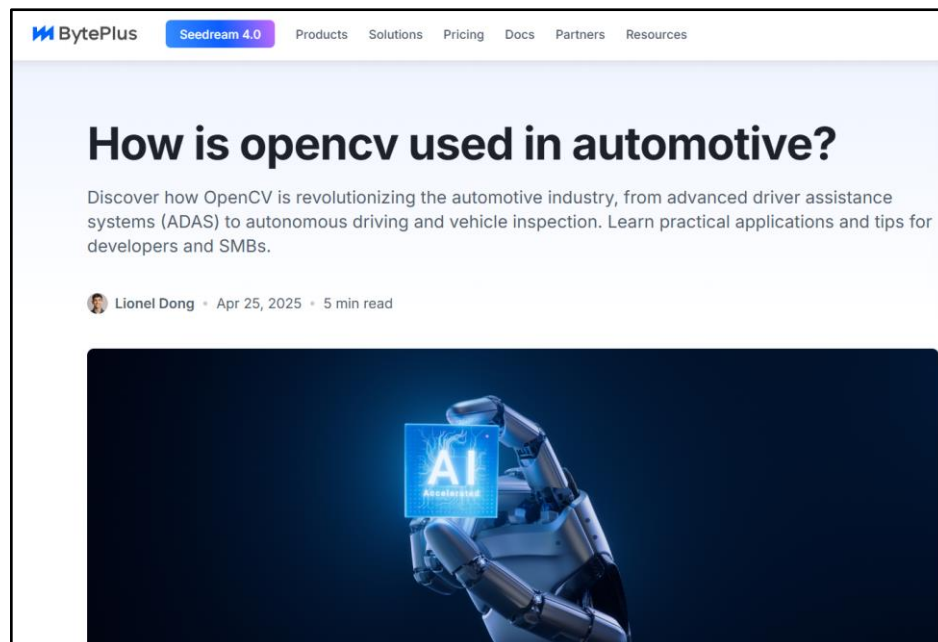 BytePlus
Seedream 4.0
Products
Solutions
Pricing
Docs
Partners
Resources
How is opencv used in automotive?
Discover how OpenCV is revolutionizing the automotive industry, from advanced driver assistance
systems (ADAS) to autonomous driving and vehicle inspection. Learn practical applications and tips for
developers and SMBs.
Lionel Dong • Apr 25, 2025 • 5 min read
AI
Accelerated